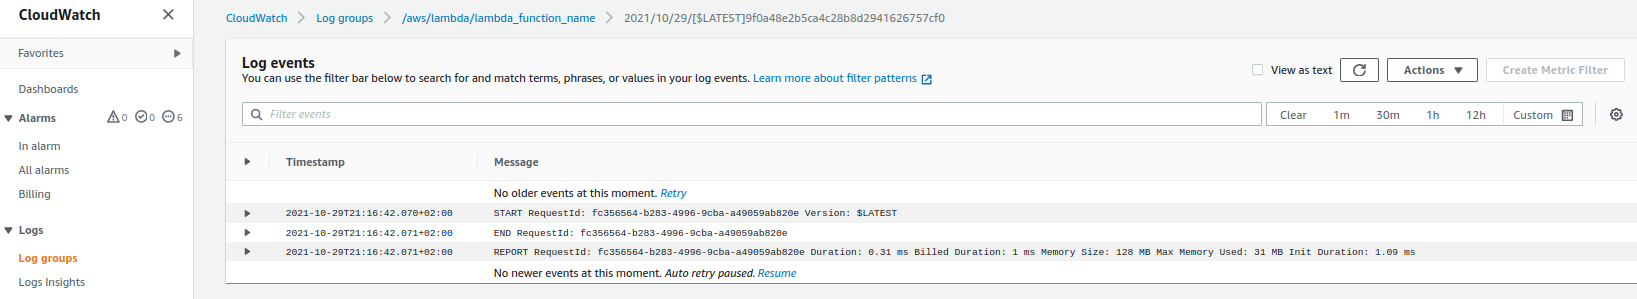 CloudWatch
CloudWatch Log groups /aws/lambda/lambda_function_name 2021/10/29/[$LATEST]9f0a48e2b5ca4c28b8d2941626757cf0
Favorites
Dashboards
Alarms 0 0 6
In alarm
All alarms
Billing
Logs
Log groups
Logs Insights
Log events
You can use the filter bar below to search for and match terms, phrases, or values in your log events. Learn more about filter patterns
View as text Actions Create Metric Filter
Filter events Clear 1m 30m 1h 12h Custom
Timestamp Message
No older events at this moment. Retry
2021-10-29T21:16:42.070+02:00 START RequestId: fc356564-b283-4996-9cba-a49059ab820e Version: $LATEST
2021-10-29T21:16:42.071+02:00 END RequestId: fc356564-b283-4996-9cba-a49059ab820e
2021-10-29T21:16:42.071+02:00 REPORT RequestId: fc356564-b283-4996-9cba-a49059ab820e Duration: 0.31 ms Billed Duration: 1 ms Memory Size: 128 MB Max Memory Used: 31 MB Init Duration: 1.09 ms
No newer events at this moment. Auto retry paused. Resume